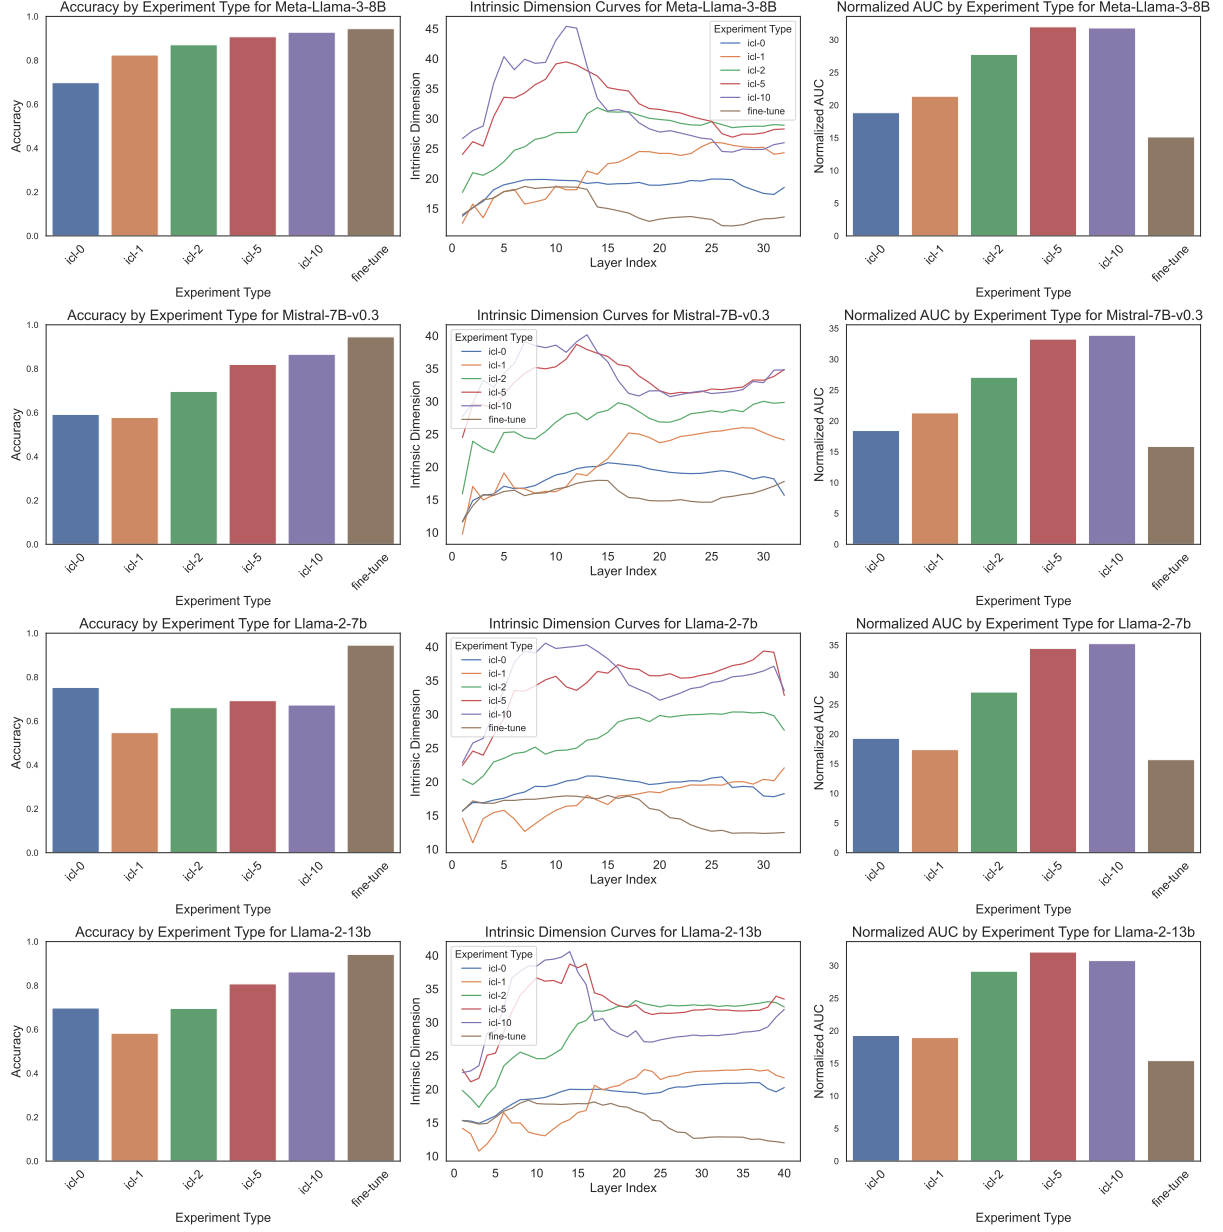 Accuracy by Experiment Type for Meta-Llama-3-8B
1.0
0.8
0.6
0.4
0.2
0.0
Accuracy
icl-0 icl-1 icl-2 icl-5 icl-10 fine-tune
Experiment Type
Intrinsic Dimension Curves for Meta-Llama-3-8B
45
40
35
30
25
20
15
Intrinsic Dimension
Experiment Type
icl-0
icl-1
icl-2
icl-5
icl-10
fine-tune
0 5 10 15 20 25 30
Layer Index
Normalized AUC by Experiment Type for Meta-Llama-3-8B
30
25
20
15
10
5
0
Normalized AUC
icl-0 icl-1 icl-2 icl-5 icl-10 fine-tune
Experiment Type
Accuracy by Experiment Type for Mistral-7B-v0.3
1.0
0.8
0.6
0.4
0.2
0.0
Accuracy
icl-0 icl-1 icl-2 icl-5 icl-10 fine-tune
Experiment Type
Intrinsic Dimension Curves for Mistral-7B-v0.3
40
35
30
25
20
15
10
Intrinsic Dimension
Experiment Type
icl-0
icl-1
icl-2
icl-5
icl-10
fine-tune
0 5 10 15 20 25 30
Layer Index
Normalized AUC by Experiment Type for Mistral-7B-v0.3
35
30
25
20
15
10
5
0
Normalized AUC
icl-0 icl-1 icl-2 icl-5 icl-10 fine-tune
Experiment Type
Accuracy by Experiment Type for Llama-2-7b
1.0
0.8
0.6
0.4
0.2
0.0
Accuracy
icl-0 icl-1 icl-2 icl-5 icl-10 fine-tune
Experiment Type
Intrinsic Dimension Curves for Llama-2-7b
40
35
30
25
20
15
10
Intrinsic Dimension
Experiment Type
icl-0
icl-1
icl-2
icl-5
icl-10
fine-tune
0 5 10 15 20 25 30
Layer Index
Normalized AUC by Experiment Type for Llama-2-7b
35
30
25
20
15
10
5
0
Normalized AUC
icl-0 icl-1 icl-2 icl-5 icl-10 fine-tune
Experiment Type
Accuracy by Experiment Type for Llama-2-13b
1.0
0.8
0.6
0.4
0.2
0.0
Accuracy
icl-0 icl-1 icl-2 icl-5 icl-10 fine-tune
Experiment Type
Intrinsic Dimension Curves for Llama-2-13b
40
35
30
25
20
15
10
Intrinsic Dimension
Experiment Type
icl-0
icl-1
icl-2
icl-5
icl-10
fine-tune
0 5 10 15 20 25 30 35 40
Layer Index
Normalized AUC by Experiment Type for Llama-2-13b
30
25
20
15
10
5
0
Normalized AUC
icl-0 icl-1 icl-2 icl-5 icl-10 fine-tune
Experiment Type